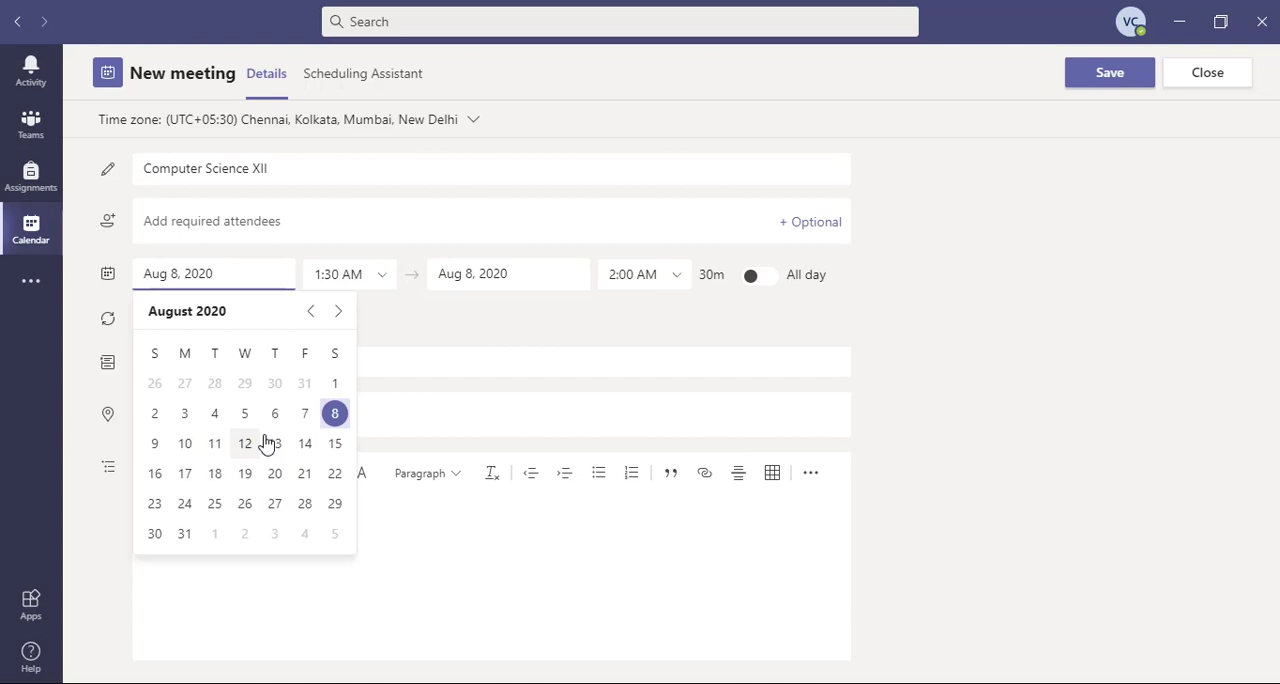 Search
VC
Activity
Teams
Assignments
Calendar
Apps
Help
New meeting Details Scheduling Assistant Save Close
Time zone: (UTC+05:30) Chennai, Kolkata, Mumbai, New Delhi
Computer Science XII
Add required attendees + Optional
Aug 8, 2020 1:30 AM → Aug 8, 2020 2:00 AM 30m All day
August 2020
S M T W T F S
26 27 28 29 30 31 1
2 3 4 5 6 7 8
9 10 11 12 13 14 15
16 17 18 19 20 21 22
23 24 25 26 27 28 29
30 31 1 2 3 4 5
A Paragraph